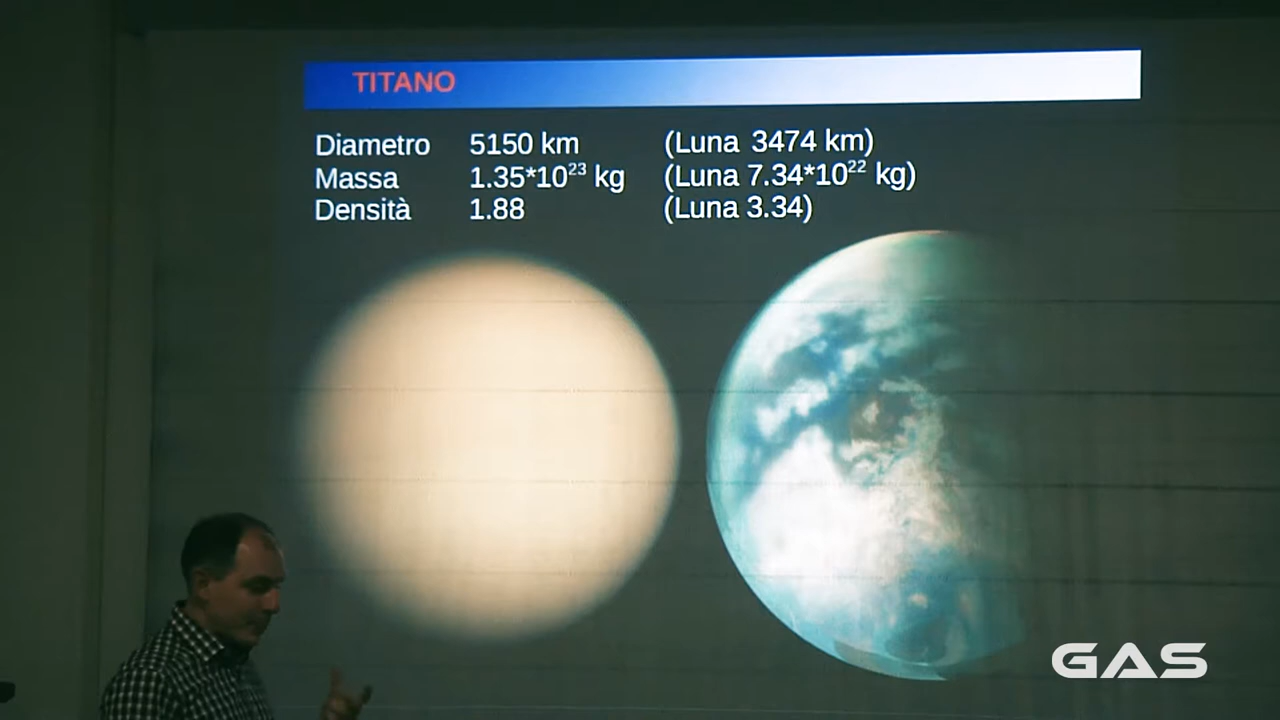 TITANO
Diametro 5150 km (Luna 3474 km)
Massa 1.35*10²³ kg (Luna 7.34*10²² kg)
Densità 1.88 (Luna 3.34)
GAS